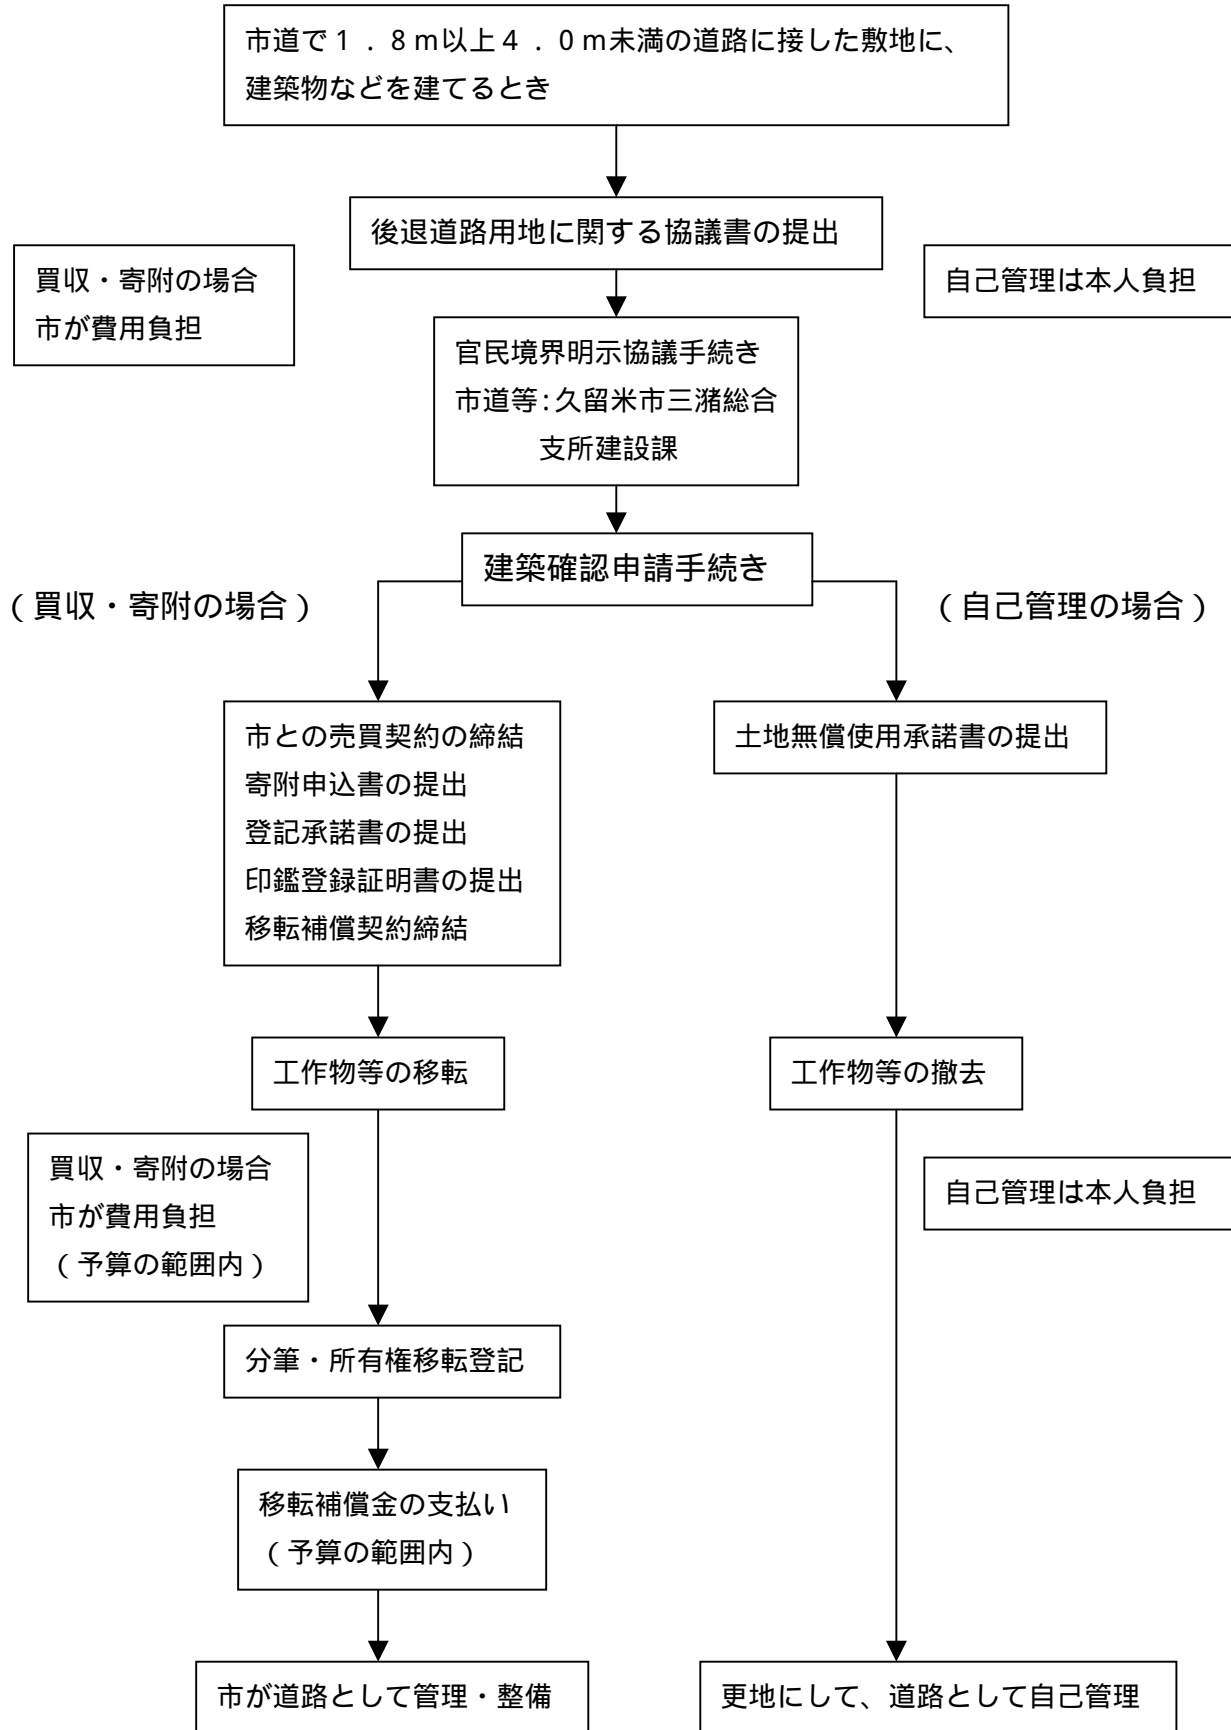 市道で１．８ｍ以上４．０ｍ未満の道路に接した敷地に、
建築物などを建てるとき
後退道路用地に関する協議書の提出
買収・寄附の場合
市が費用負担
自己管理は本人負担
官民境界明示協議手続き
市道等：久留米市三潴総合
支所建設課
建築確認申請手続き
（買収・寄附の場合）
（自己管理の場合）
市との売買契約の締結
寄附申込書の提出
登記承諾書の提出
印鑑登録証明書の提出
移転補償契約締結
土地無償使用承諾書の提出
工作物等の移転
工作物等の撤去
買収・寄附の場合
市が費用負担
（予算の範囲内）
自己管理は本人負担
分筆・所有権移転登記
移転補償金の支払い
（予算の範囲内）
市が道路として管理・整備
更地にして、道路として自己管理